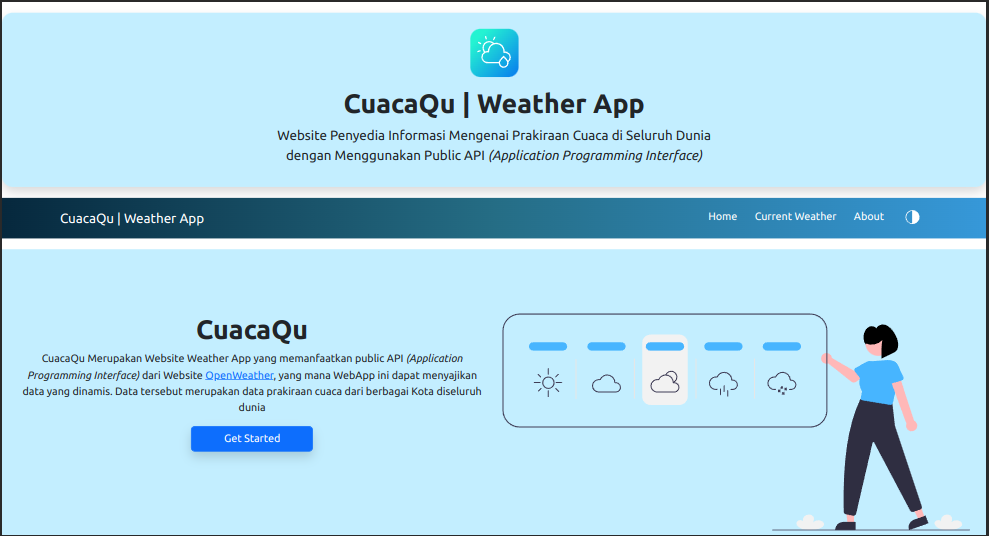 CuacaQu | Weather App
Website Penyedia Informasi Mengenai Prakiraan Cuaca di Seluruh Dunia
dengan Menggunakan Public API (Application Programming Interface)
CuacaQu | Weather App
Home
Current Weather
About
CuacaQu
CuacaQu Merupakan Website Weather App yang memanfaatkan public API (Application
Programming Interface) dari Website OpenWeather, yang mana WebApp ini dapat menyajikan
data yang dinamis. Data tersebut merupakan data prakiraan cuaca dari berbagai Kota diseluruh
dunia
Get Started